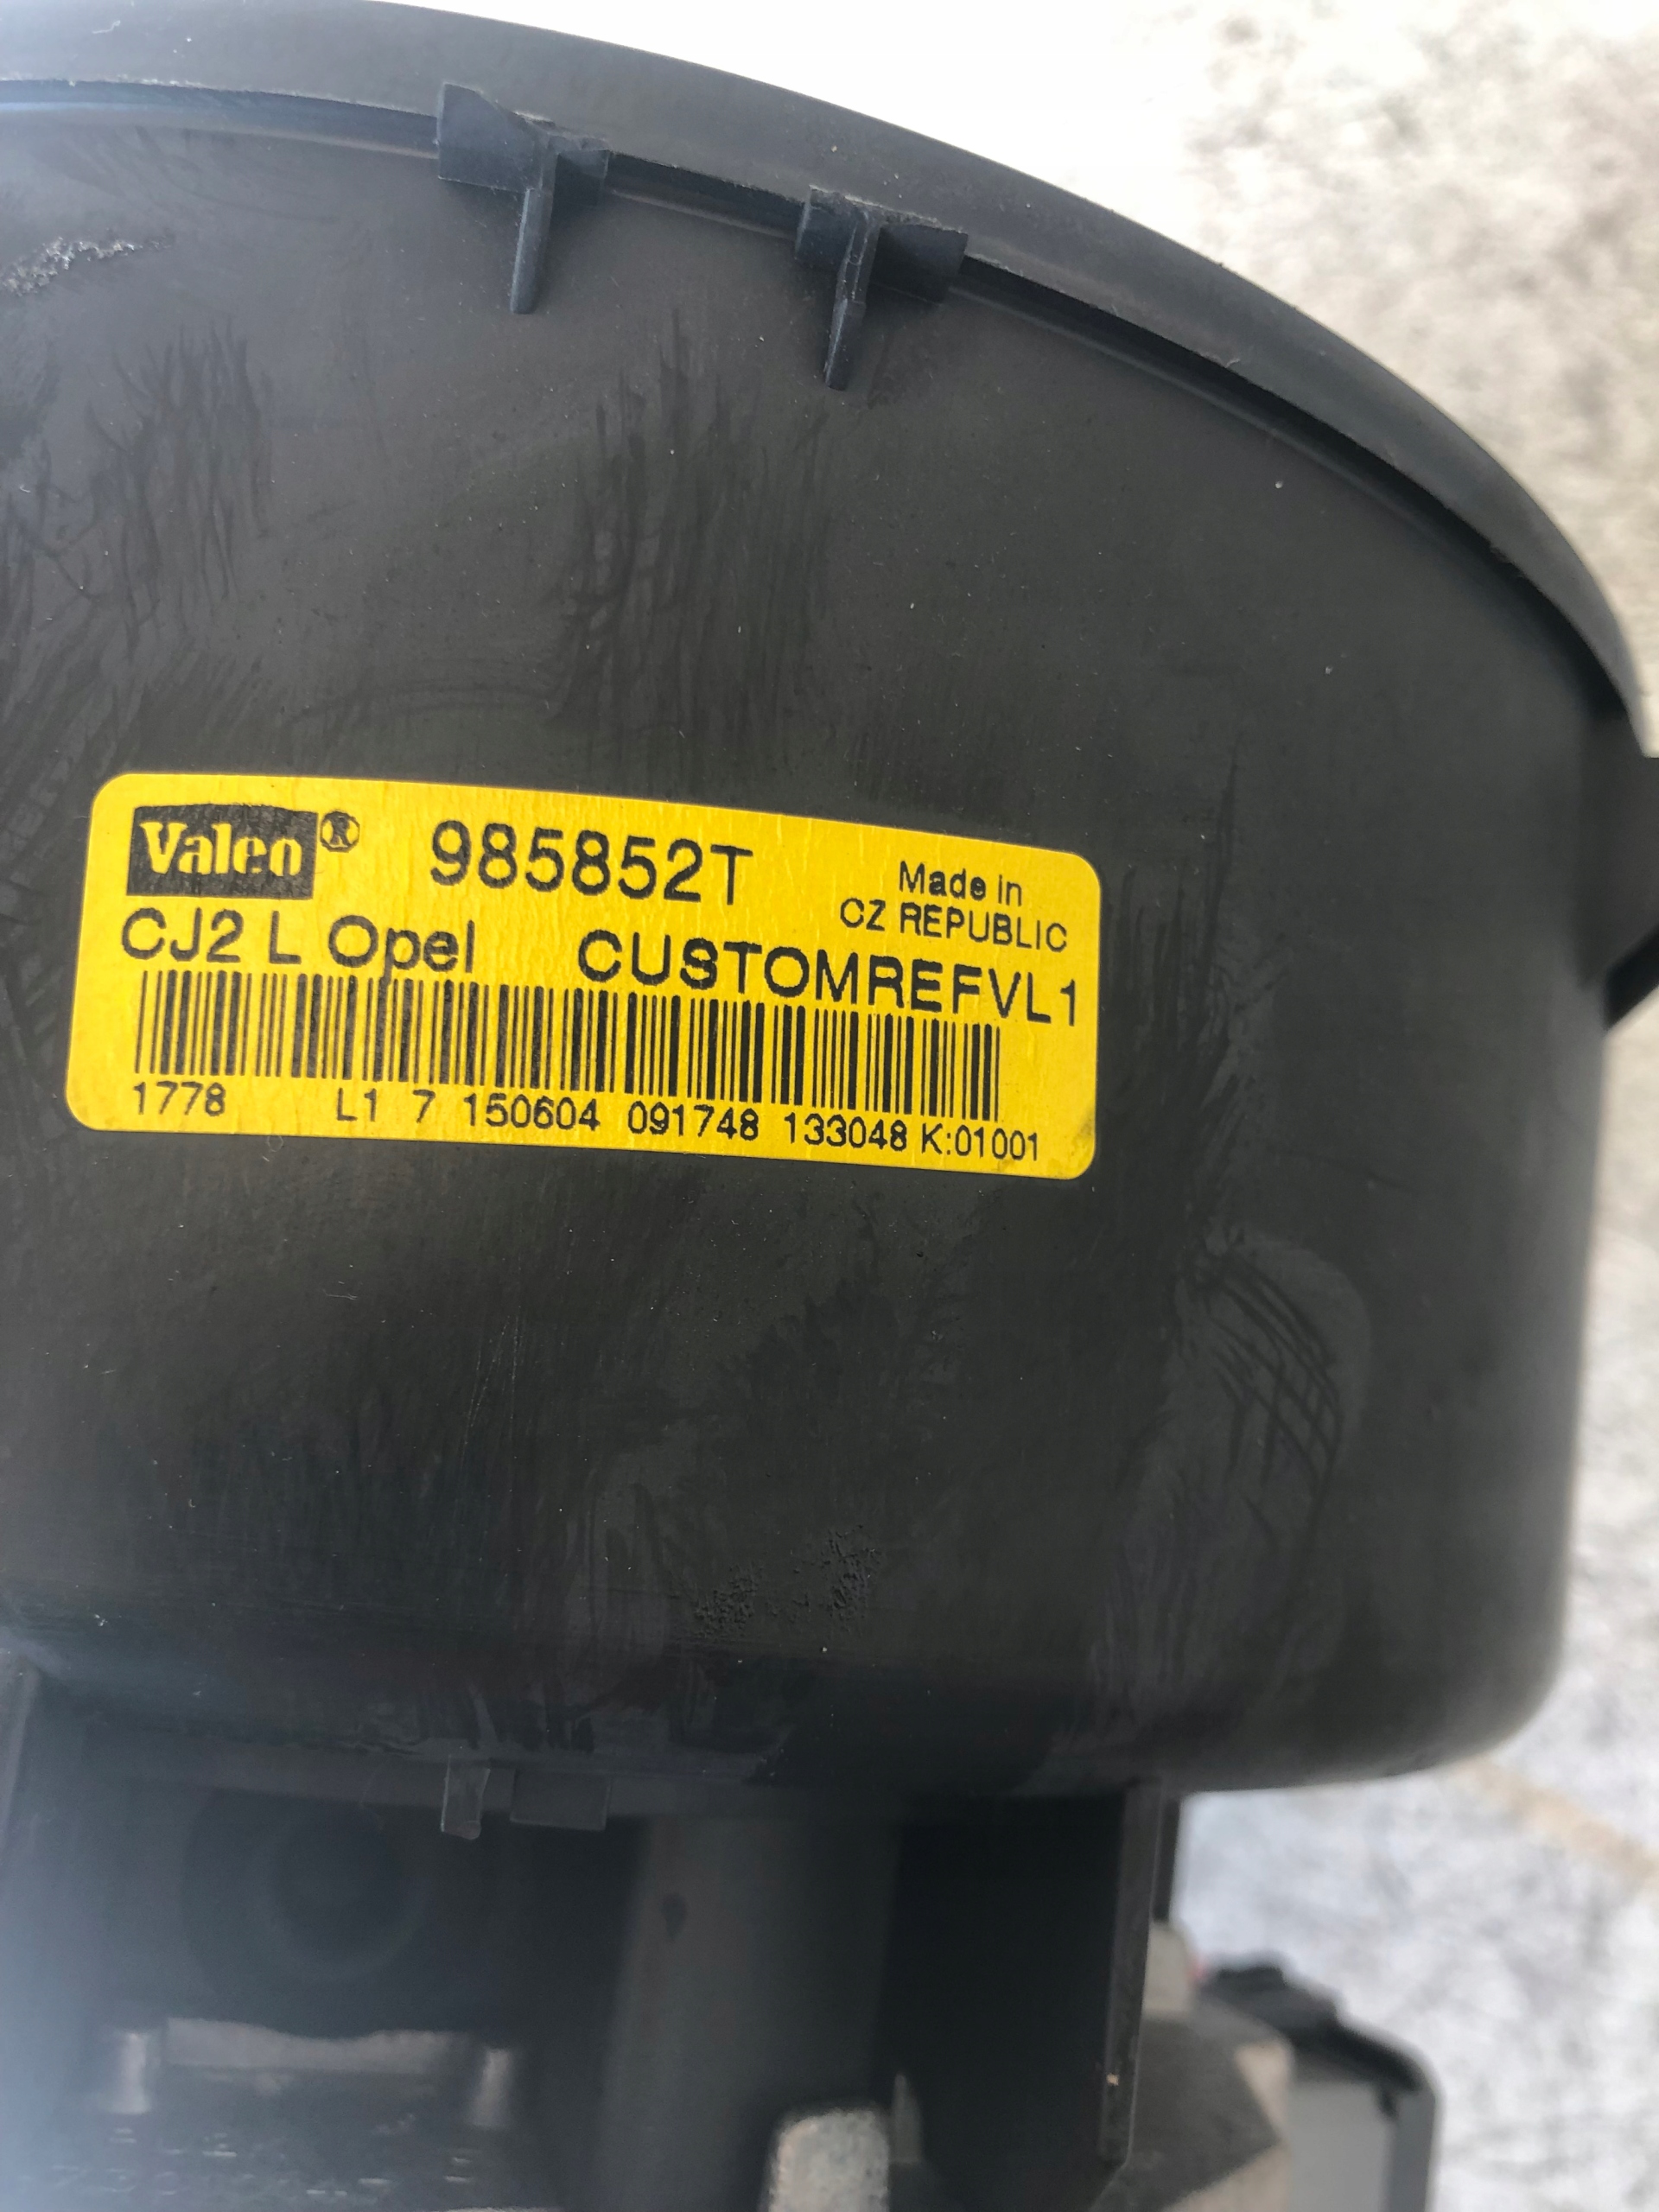 Valeo® 985852T Made in
CZ REPUBLIC
CJ2 L Opel CUSTOMREFVL1
1778 L1 7 150604 091748 133048 K:01001